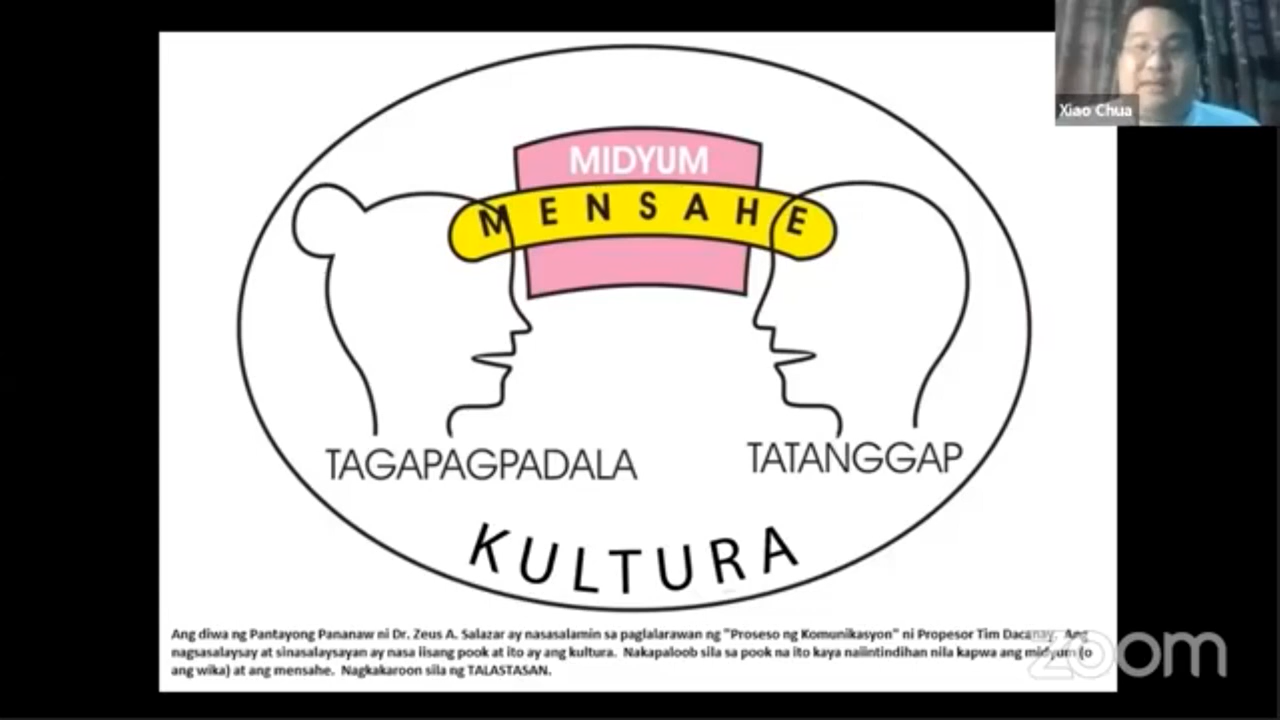 Xiao Chua
MIDYUM
MENSAHE
TAGAPAGPADALA
TATANGGAP
KULTURA
Ang diwa ng Pantayong Pananaw ni Dr. Zeus A. Salazar ay nasasalamin sa paglalarawan ng "Proseso ng Komunikasyon" ni Propesor Tim Dacanay. Ang
nagsasalaysay at sinasalaysayan ay nasa iisang pook at ito ay ang kultura. Nakapaloob sila sa pook na ito kaya naiintindihan nila kapwa ang midyum (o
ang wika) at ang mensahe. Nagkakaroon sila ng TALASTASAN.
zoom